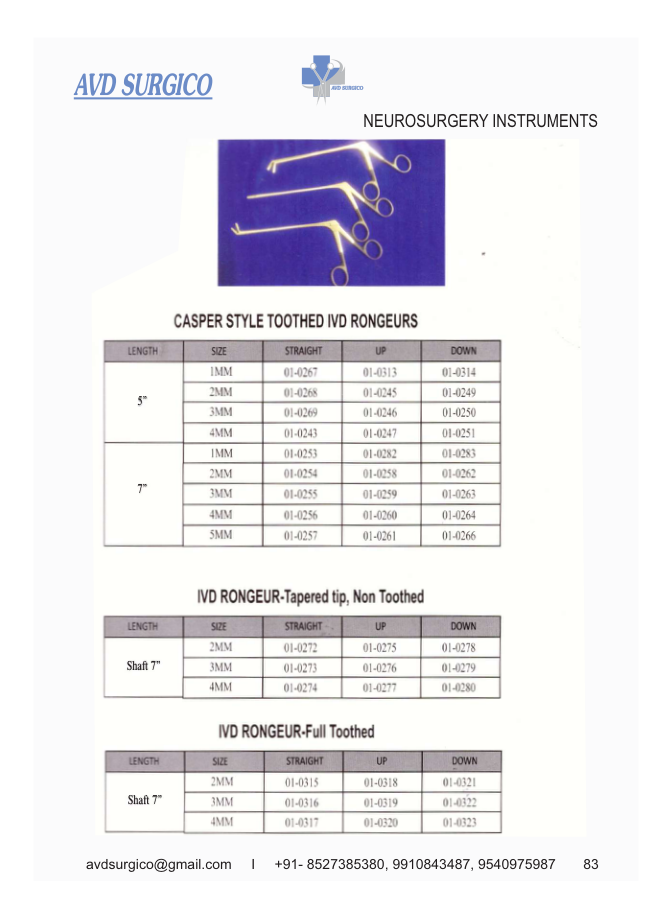 AVD SURGICO
AVD SURGICO
NEUROSURGERY INSTRUMENTS
CASPER STYLE TOOTHED IVD RONGEURS
LENGTH SIZE STRAIGHT UP DOWN
5” 1MM 01-0267 01-0313 01-0314
2MM 01-0268 01-0245 01-0249
3MM 01-0269 01-0246 01-0250
4MM 01-0243 01-0247 01-0251
7” 1MM 01-0253 01-0282 01-0283
2MM 01-0254 01-0258 01-0262
3MM 01-0255 01-0259 01-0263
4MM 01-0256 01-0260 01-0264
5MM 01-0257 01-0261 01-0266
IVD RONGEUR-Tapered tip, Non Toothed
LENGTH SIZE STRAIGHT UP DOWN
Shaft 7” 2MM 01-0272 01-0275 01-0278
3MM 01-0273 01-0276 01-0279
4MM 01-0274 01-0277 01-0280
IVD RONGEUR-Full Toothed
LENGTH SIZE STRAIGHT UP DOWN
Shaft 7” 2MM 01-0315 01-0318 01-0321
3MM 01-0316 01-0319 01-0322
4MM 01-0317 01-0320 01-0323
avdsurgico@gmail.com I +91- 8527385380, 9910843487, 9540975987 83